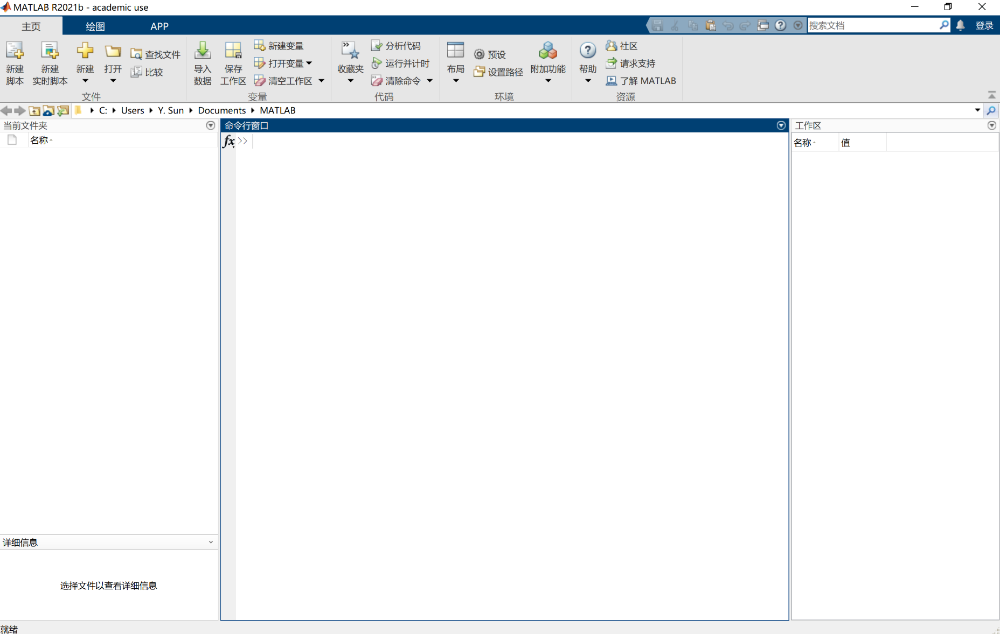 MATLAB R2021b - academic use
主页 绘图 APP 搜索文档 登录
新建脚本 新建实时脚本 新建 打开 查找文件 比较
文件
导入数据 保存工作区 新建变量 打开变量 清空工作区
变量
收藏夹 分析代码 运行并计时 清除命令
代码
布局 预设 设置路径 附加功能
环境
帮助 社区 请求支持 了解 MATLAB
资源
C: Users Y. Sun Documents MATLAB
当前文件夹
名称
命令行窗口
fx >>
工作区
名称 值
详细信息
选择文件以查看详细信息
就绪